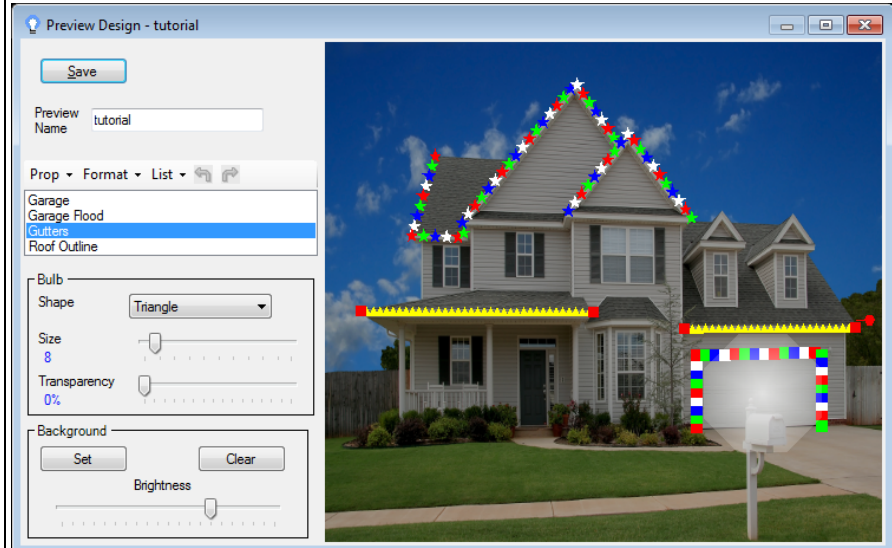 Preview Design - tutorial
Save
Preview
Name
tutorial
Prop Format List
Garage
Garage Flood
Gutters
Roof Outline
Bulb
Shape
Triangle
Size
8
Transparency
0%
Background
Set Clear
Brightness